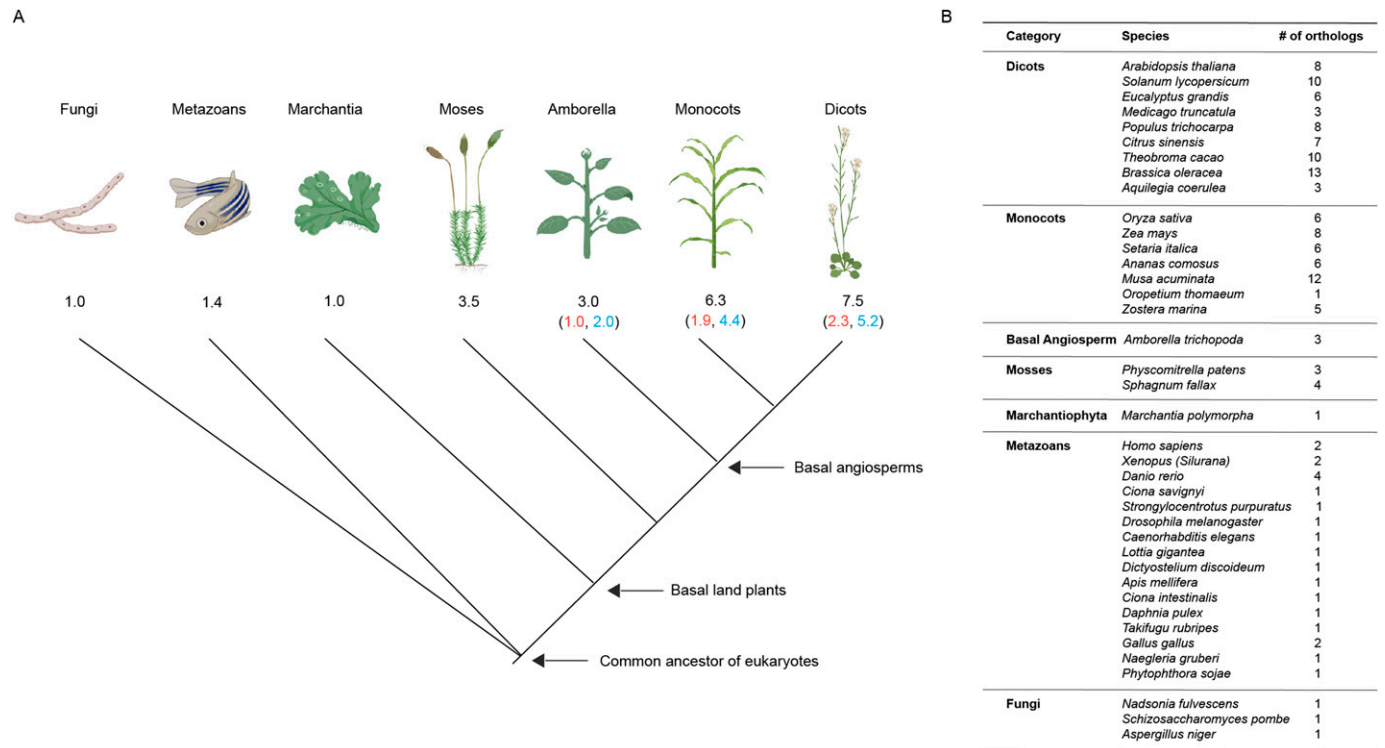 A
Fungi Metazoans Marchantia Moses Amborella Monocots Dicots
1.0 1.4 1.0 3.5 3.0 6.3 7.5
(1.0, 2.0) (1.9, 4.4) (2.3, 5.2)
Basal angiosperms
Basal land plants
Common ancestor of eukaryotes
B
Category Species # of orthologs
Dicots Arabidopsis thaliana 8
Solanum lycopersicum 10
Eucalyptus grandis 6
Medicago truncatula 3
Populus trichocarpa 8
Citrus sinensis 7
Theobroma cacao 10
Brassica oleracea 13
Aquilegia coerulea 3
Monocots Oryza sativa 6
Zea mays 8
Setaria italica 6
Ananas comosus 6
Musa acuminata 12
Oropetium thomaeum 1
Zostera marina 5
Basal Angiosperm Amborella trichopoda 3
Mosses Physcomitrella patens 3
Sphagnum fallax 4
Marchantiophyta Marchantia polymorpha 1
Metazoans Homo sapiens 2
Xenopus (Silurana) 2
Danio rerio 4
Ciona savignyi 1
Strongylocentrotus purpuratus 1
Drosophila melanogaster 1
Caenorhabditis elegans 1
Lottia gigantea 1
Dictyostelium discoideum 1
Apis mellifera 1
Ciona intestinalis 1
Daphnia pulex 1
Takifugu rubripes 1
Gallus gallus 2
Naegleria gruberi 1
Phytophthora sojae 1
Fungi Nadsonia fulvescens 1
Schizosaccharomyces pombe 1
Aspergillus niger 1